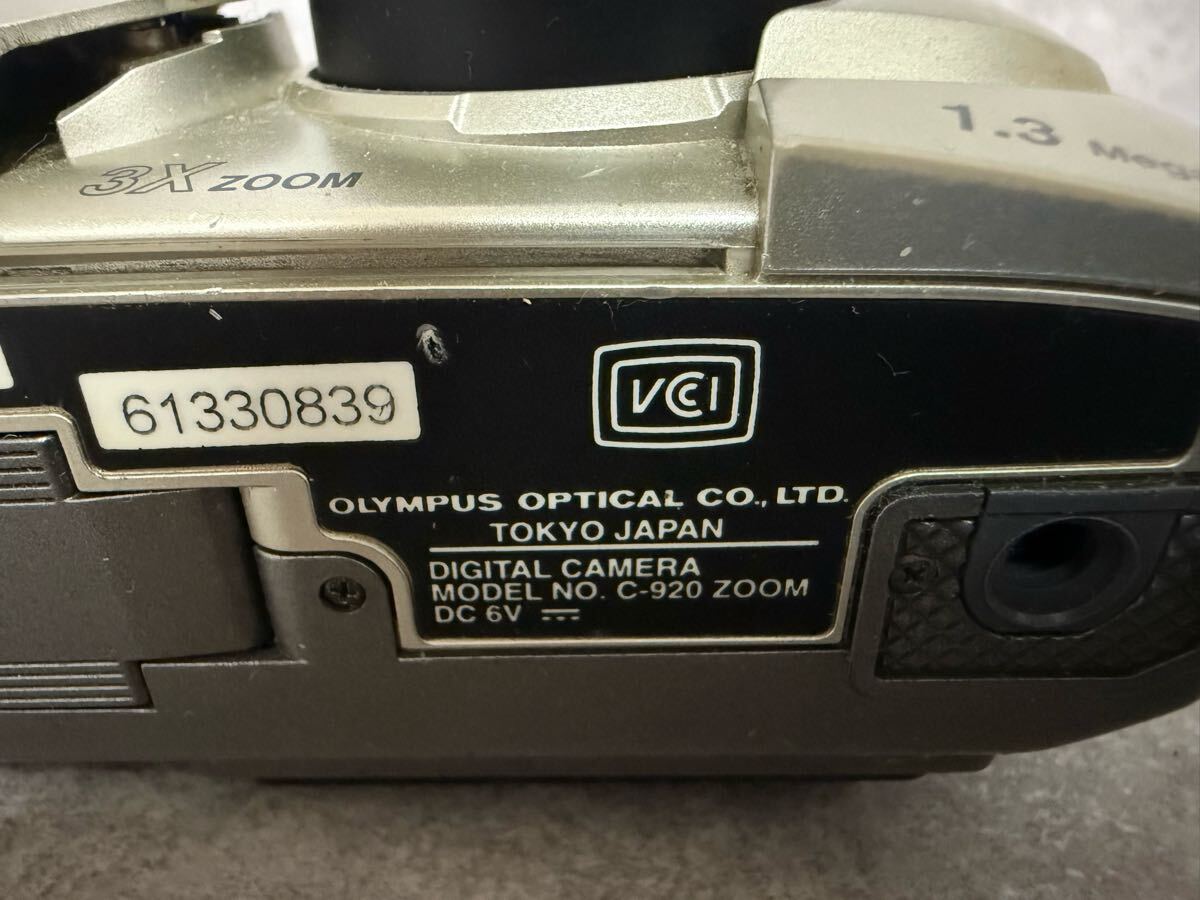 1.3
3X ZOOM
61330839
VCCI
OLYMPUS OPTICAL CO., LTD.
TOKYO JAPAN
DIGITAL CAMERA
MODEL NO. C-920 ZOOM
DC 6V ⎓